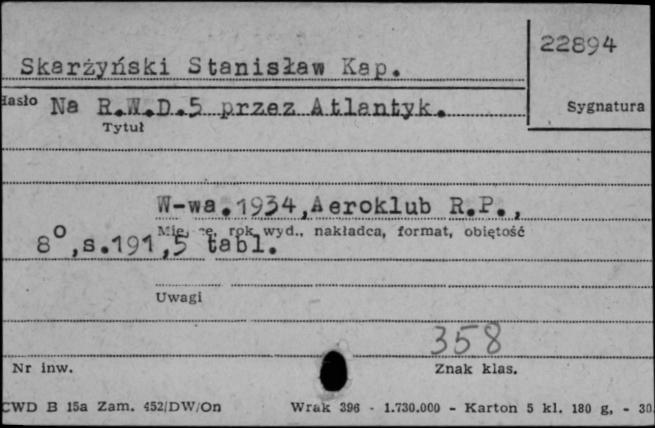 22894
Skarżyński Stanisław Kap.
Hasło Na R.W.D.5 przez Atlantyk. Sygnatura
Tytuł
W-wa.1934,Aeroklub R.P.,
rok wyd., nakładca, format, objętość
8°,s.191,5 tabl.
Uwagi
358
Nr inw. Znak klas.
CWD B 15a Zam. 452/DW/On Wrak 396 - 1.730.000 - Karton 5 kl. 180 g. - 30